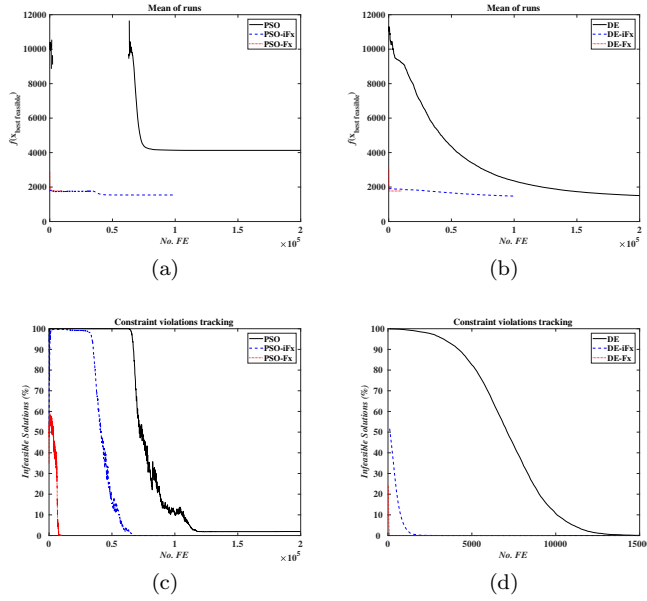 Mean of runs
12000
10000
8000
6000
4000
2000
0
f(x best feasible)
PSO
PSO-iFx
PSO-Fx
0 0.5 1 1.5 2
No. FE
×10^5
(a)
Mean of runs
12000
10000
8000
6000
4000
2000
0
f(x best feasible)
DE
DE-iFx
DE-Fx
0 0.5 1 1.5 2
No. FE
×10^5
(b)
Constraint violations tracking
100
90
80
70
60
50
40
30
20
10
0
Infeasible Solutions (%)
PSO
PSO-iFx
PSO-Fx
0 0.5 1 1.5 2
No. FE
×10^5
(c)
Constraint violations tracking
100
90
80
70
60
50
40
30
20
10
0
Infeasible Solutions (%)
DE
DE-iFx
DE-Fx
0 5000 10000 15000
No. FE
(d)